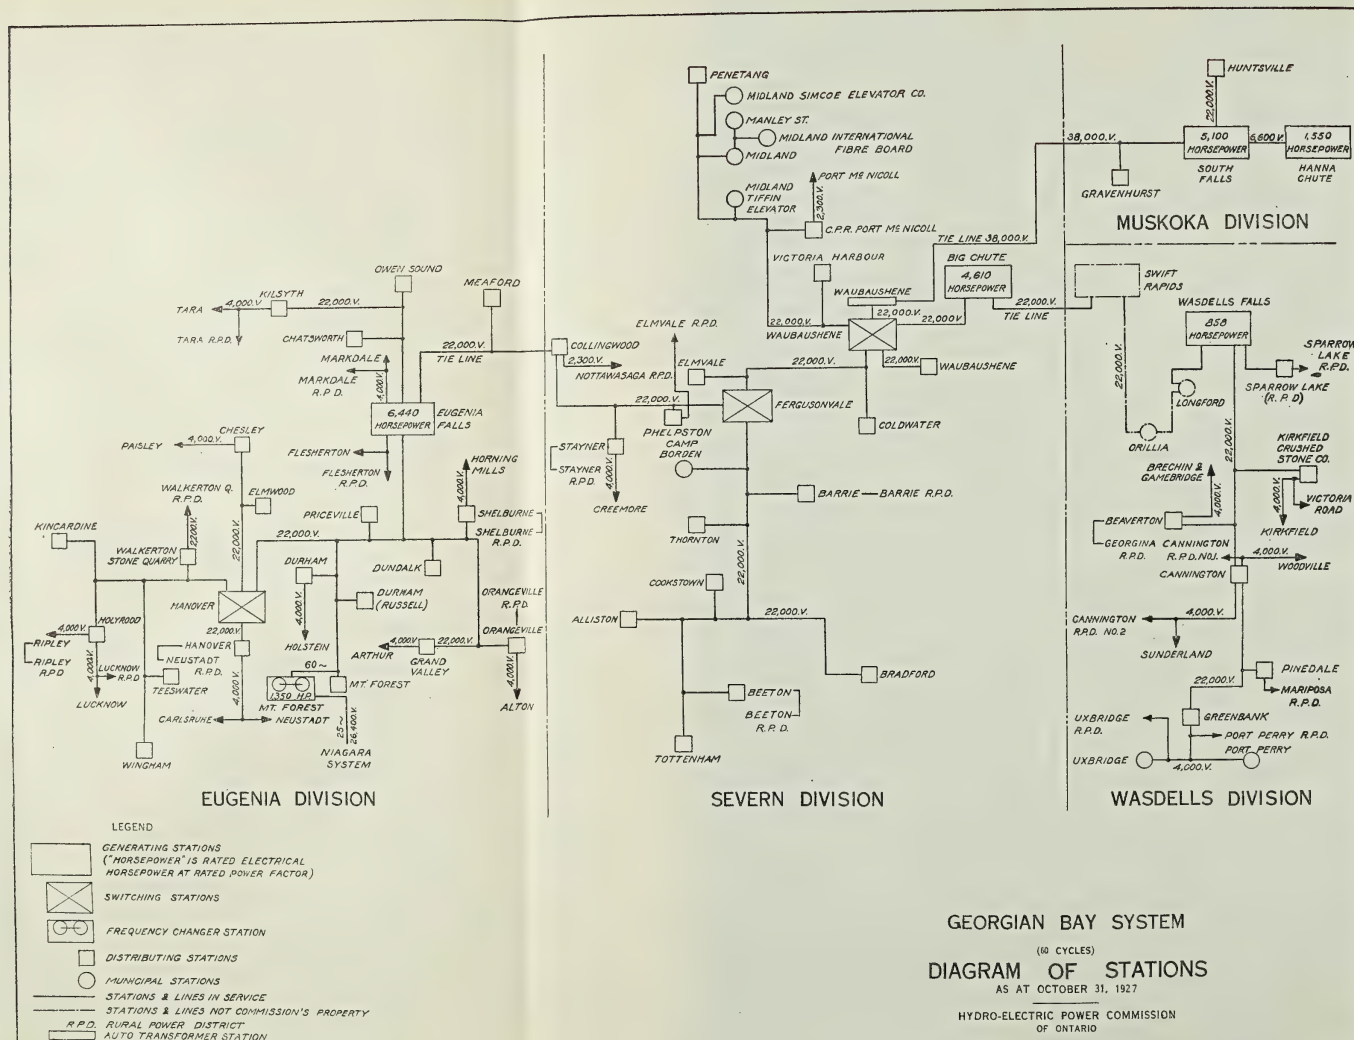 PENETANG
MIDLAND SIMCOE ELEVATOR CO.
MANLEY ST.
MIDLAND INTERNATIONAL
FIBRE BOARD
MIDLAND
PORT Mc NICOLL
MIDLAND
TIFFIN
ELEVATOR
2,300.V.
C.P.R. PORT Mc NICOLL
VICTORIA HARBOUR
WAUBAUSHENE
TIE LINE 38,000.V.
BIG CHUTE
4,610
HORSEPOWER
22,000.V.
WAUBAUSHENE
22,000.V.
22,000.V
22,000.V.
TIE LINE
22,000.V.
WAUBAUSHENE
ELMVALE R.P.D.
COLLINGWOOD
2,300.V.
NOTTAWASAGA R.P.D.
ELMVALE
22,000.V.
22,000.V.
FERGUSONVALE
COLDWATER
PHELPSTON
CAMP
BORDEN
STAYNER
STAYNER
R.P.D.
4,000.V.
CREEMORE
BARRIE
BARRIE R.P.D.
THORNTON
22,000.V.
COOKSTOWN
ALLISTON
22,000.V.
BRADFORD
BEETON
BEETON
R.P.D.
TOTTENHAM
SEVERN DIVISION
HUNTSVILLE
22,000.V.
38,000.V.
5,100
HORSEPOWER
6,600.V.
1,550
HORSEPOWER
SOUTH
FALLS
HANNA
CHUTE
GRAVENHURST
MUSKOKA DIVISION
SWIFT
RAPIDS
WASDELLS FALLS
858
HORSEPOWER
SPARROW
LAKE
R.P.D.
SPARROW LAKE
(R.P.D)
22,000.V.
LONGFORD
ORILLIA
22,000.V.
KIRKFIELD
CRUSHED
STONE CO.
BRECHIN &
GAMEBRIDGE
4,000.V.
4,000.V.
VICTORIA
ROAD
KIRKFIELD
BEAVERTON
GEORGINA
R.P.D.
CANNINGTON
R.P.D. NO.1.
4,000.V.
WOODVILLE
CANNINGTON
CANNINGTON
R.P.D. NO.2
4,000.V.
SUNDERLAND
PINEDALE
22,000.V.
MARIPOSA
R.P.D.
GREENBANK
UXBRIDGE
R.P.D.
PORT PERRY R.P.D.
PORT PERRY
UXBRIDGE
4,000.V.
WASDELLS DIVISION
OWEN SOUND
MEAFORD
TARA
4,000.V
KILSYTH
22,000.V.
TARA R.P.D.
CHATSWORTH
MARKDALE
MARKDALE
R.P.D.
4,000.V.
22,000.V.
TIE LINE
6,440
HORSEPOWER
EUGENIA
FALLS
CHESLEY
PAISLEY
4,000.V.
FLESHERTON
FLESHERTON
R.P.D.
HORNING
MILLS
4,000.V.
WALKERTON Q.
R.P.D.
2200.V.
ELMWOOD
PRICEVILLE
SHELBURNE
SHELBURNE
R.P.D.
KINCARDINE
WALKERTON
STONE QUARRY
22,000.V.
22,000.V.
DURHAM
DUNDALK
DURHAM
(RUSSELL)
ORANGEVILLE
R.P.D.
HANOVER
22,000.V.
4,000.V.
HOLYROOD
RIPLEY
RIPLEY
R.P.D
4,000.V.
LUCKNOW
R.P.D
LUCKNOW
HANOVER
NEUSTADT
R.P.D.
TEESWATER
4,000.V.
4,000.V.
HOLSTEIN
ARTHUR
4,000.V.
22,000.V.
GRAND
VALLEY
ORANGEVILLE
4,000.V.
ALTON
60~
1350 H.P.
MT. FOREST
MT. FOREST
25~
26,400.V.
NIAGARA
SYSTEM
CARLSRUHE
NEUSTADT
WINGHAM
EUGENIA DIVISION
LEGEND
GENERATING STATIONS
("HORSEPOWER" IS RATED ELECTRICAL
HORSEPOWER AT RATED POWER FACTOR)
SWITCHING STATIONS
FREQUENCY CHANGER STATION
DISTRIBUTING STATIONS
MUNICIPAL STATIONS
STATIONS & LINES IN SERVICE
STATIONS & LINES NOT COMMISSION'S PROPERTY
R.P.D. RURAL POWER DISTRICT
AUTO TRANSFORMER STATION
GEORGIAN BAY SYSTEM
(60 CYCLES)
DIAGRAM OF STATIONS
AS AT OCTOBER 31, 1927
HYDRO-ELECTRIC POWER COMMISSION
OF ONTARIO